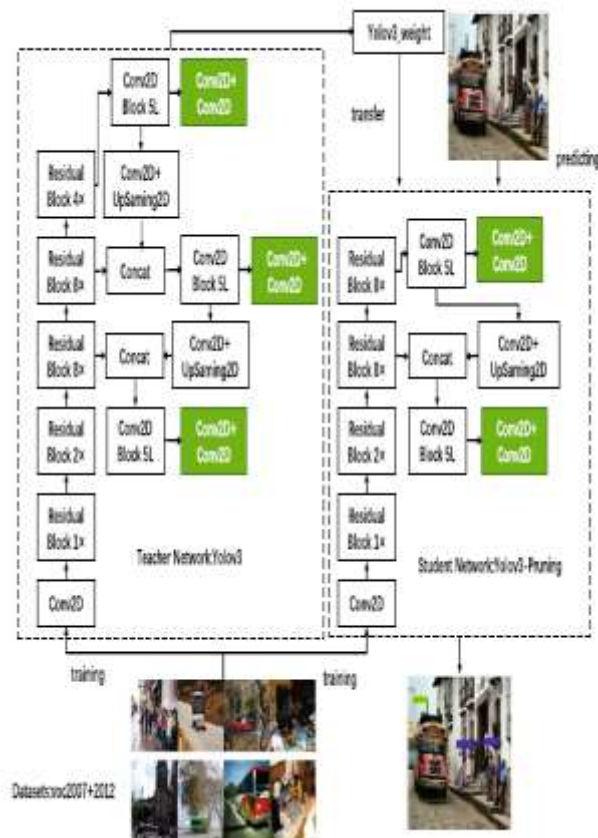 Yolov3_weight
Conv2D
Block 5L
Conv2D+
Conv2D
transfer
predicting
Residual
Block 4×
Conv2D+
UpSaming2D
Residual
Block 8×
Concat
Conv2D
Block 5L
Conv2D+
Conv2D
Residual
Block 8×
Concat
Conv2D+
UpSaming2D
Residual
Block 2×
Conv2D
Block 5L
Conv2D+
Conv2D
Residual
Block 1×
Teacher Network:Yolov3
Conv2D
Residual
Block 8×
Conv2D
Block 5L
Conv2D+
Conv2D
Residual
Block 8×
Concat
Conv2D+
UpSaming2D
Residual
Block 2×
Conv2D
Block 5L
Conv2D+
Conv2D
Residual
Block 1×
Student Network:Yolov3-Pruning
Conv2D
training
training
Datasets:voc2007+2012